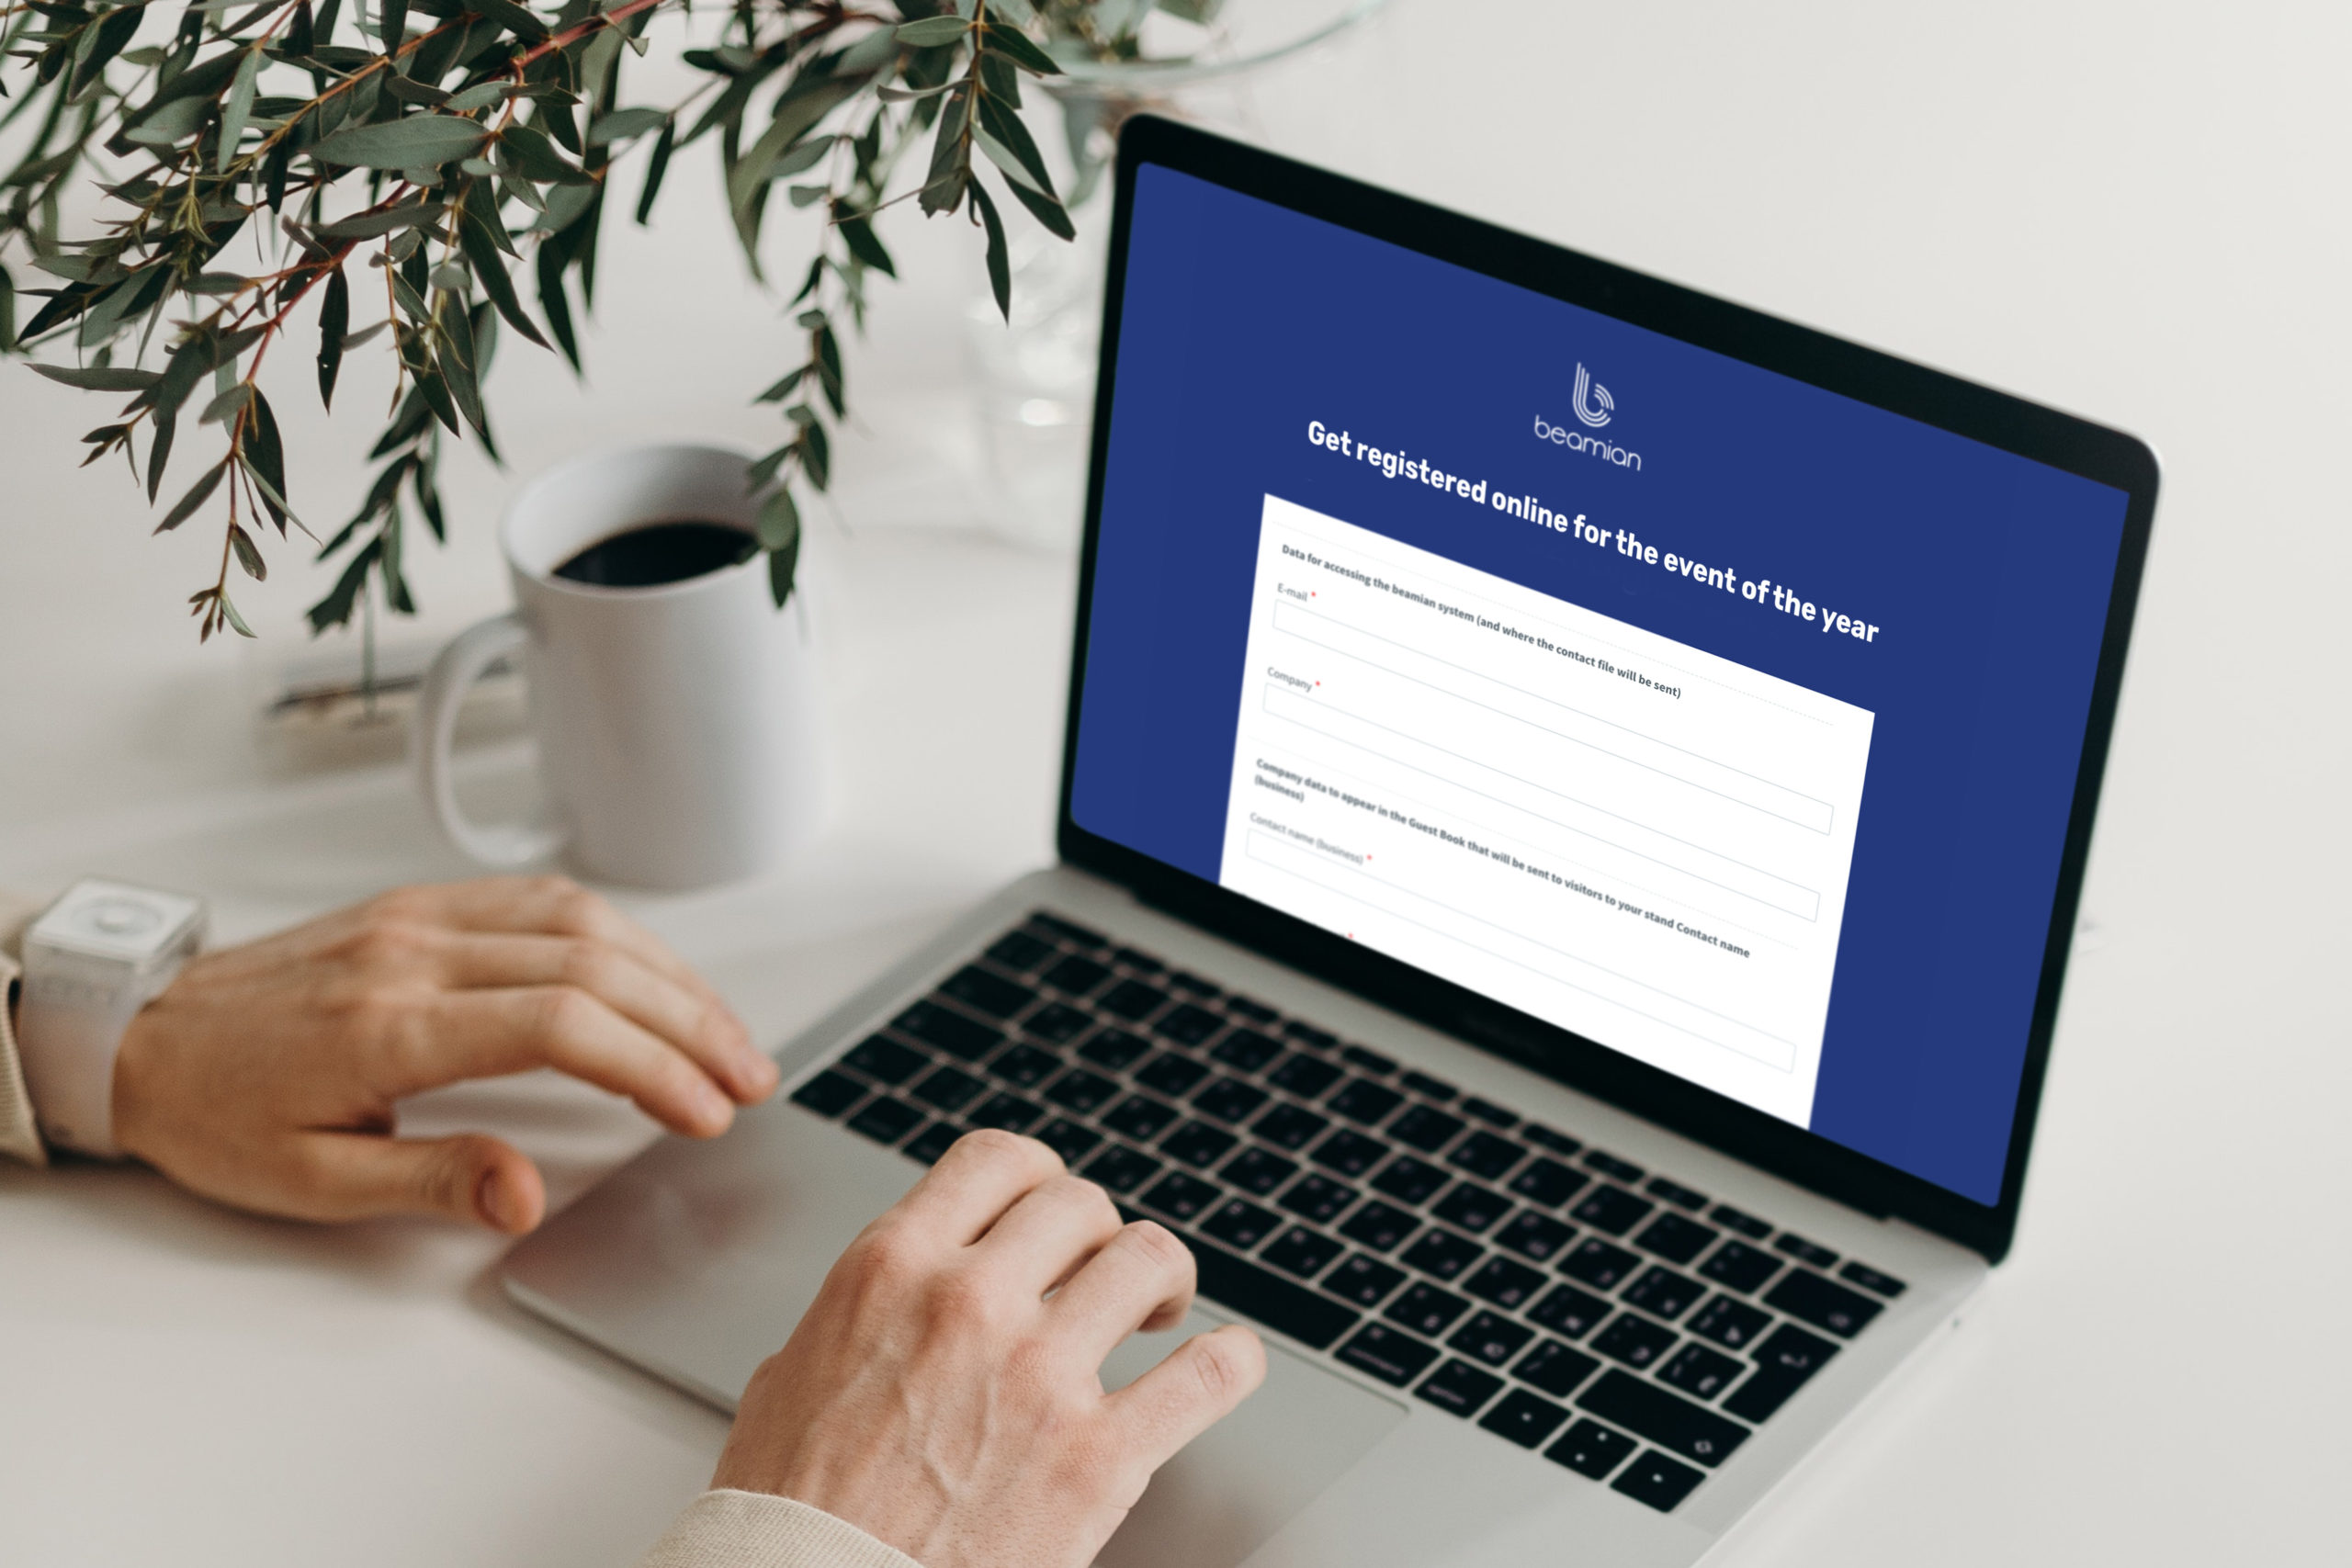 beamian
Get registered online for the event of the year
Data for accessing the beamian system (and where the contact file will be sent)
E-mail *
Company *
Company data to appear in the Guest Book that will be sent to visitors to your stand Contact name
(business)
Contact name (business) *
*
command
option